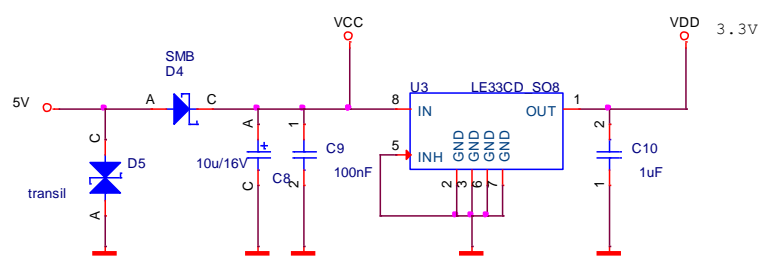 VCC
VDD
3.3V
SMB
D4
U3
LE33CD_SO8
5V
A
C
8
IN
OUT
1
C
A
1
2
D5
C9
5
INH
GND
GND
GND
GND
C10
10u/16V
C8
100nF
1uF
transil
A
C
2
2
3
6
7
1